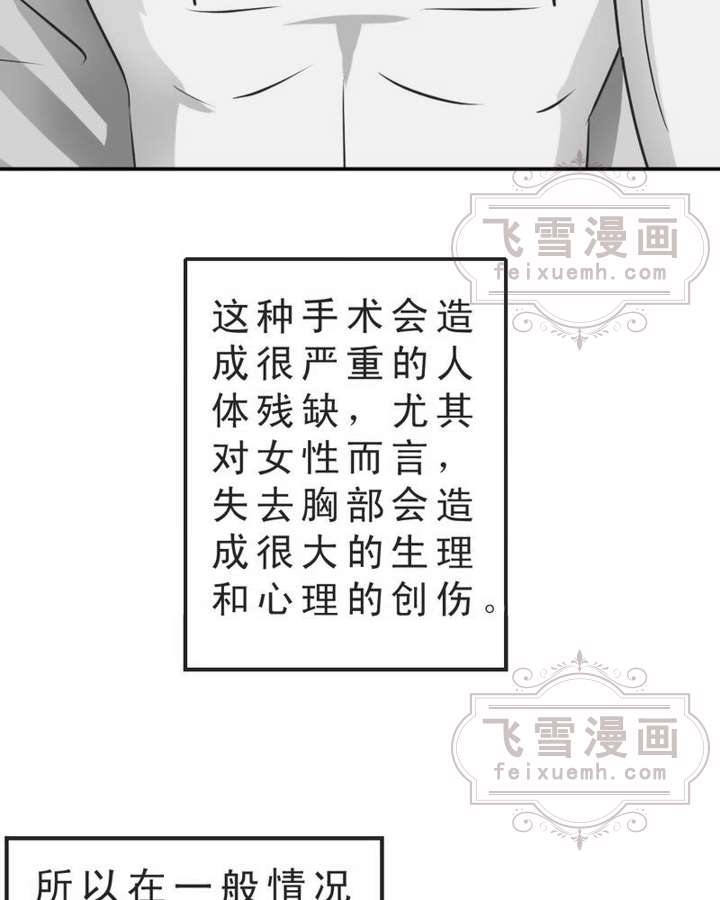 飞雪漫画
feixuemh.com
这种手术会造
成很严重的人
体残缺，尤其
对女性而言，
失去胸部会造
成很大的生理
和心理的创伤。
飞雪漫画
feixuemh.com
所以在一般情况